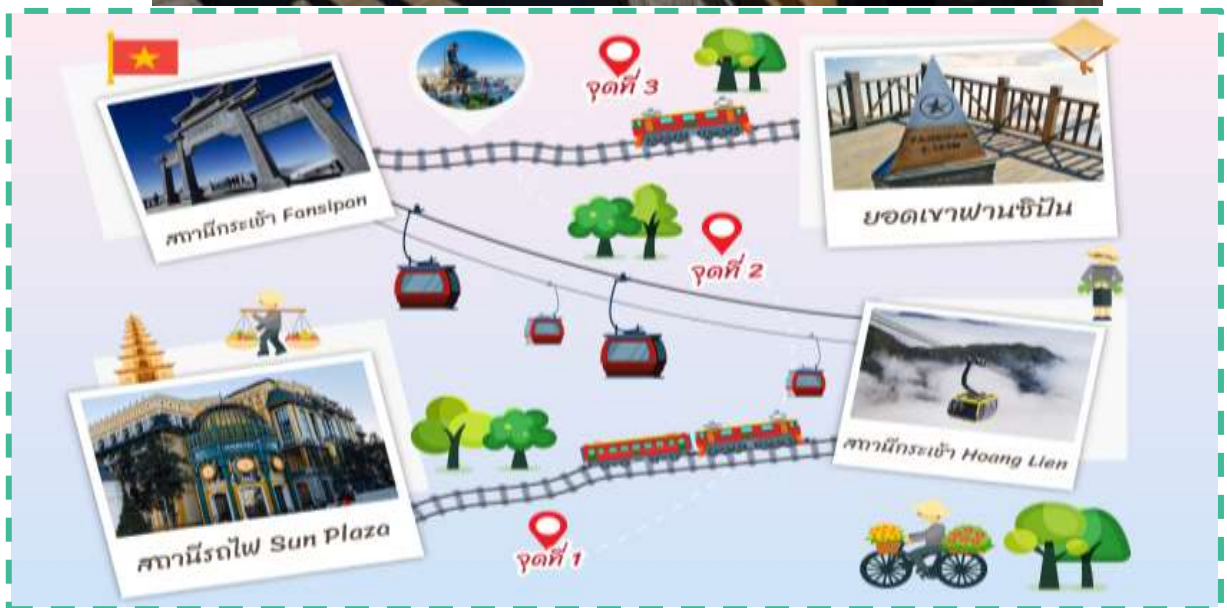 จุดที่ 3
สถานีกระเช้า Fansipan
ยอดเขาฟานซิปัน
จุดที่ 2
สถานีกระเช้า Hoang Lien
สถานีรถไฟ Sun Plaza
จุดที่ 1